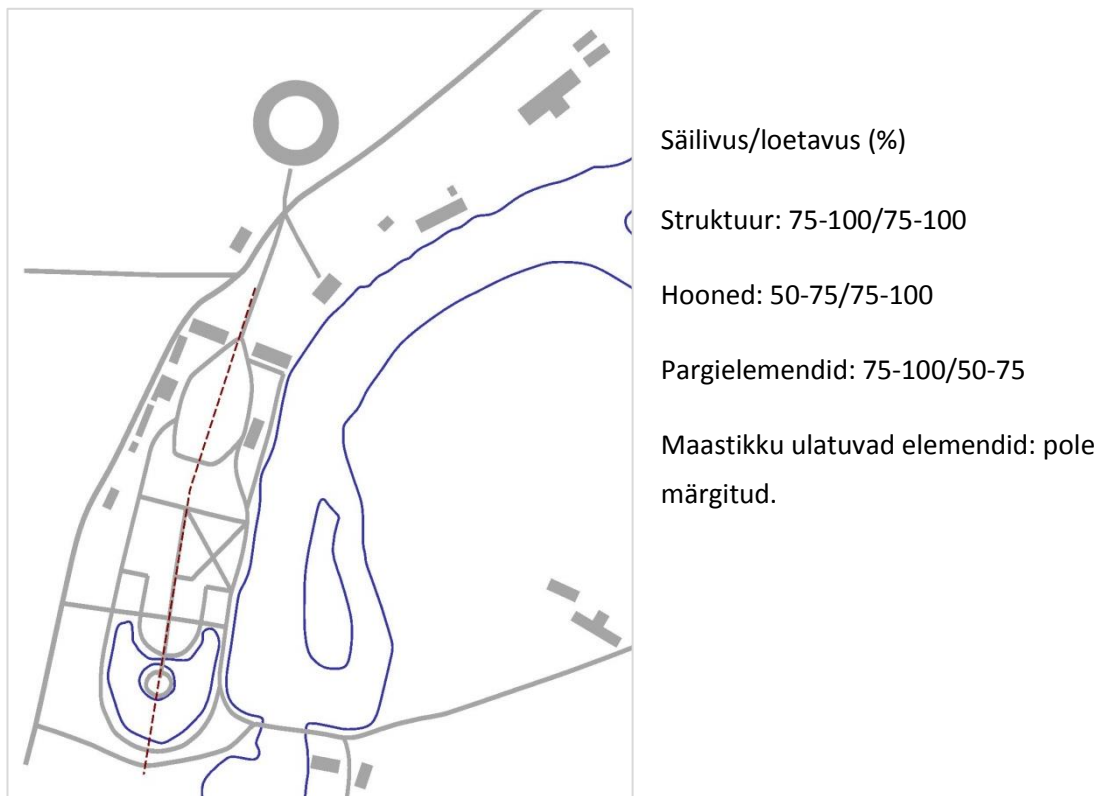 Säilivus/loetavus (%)
Struktuur: 75-100/75-100
Hooned: 50-75/75-100
Pargielemendid: 75-100/50-75
Maastikku ulatuvad elemendid: pole
märgitud.